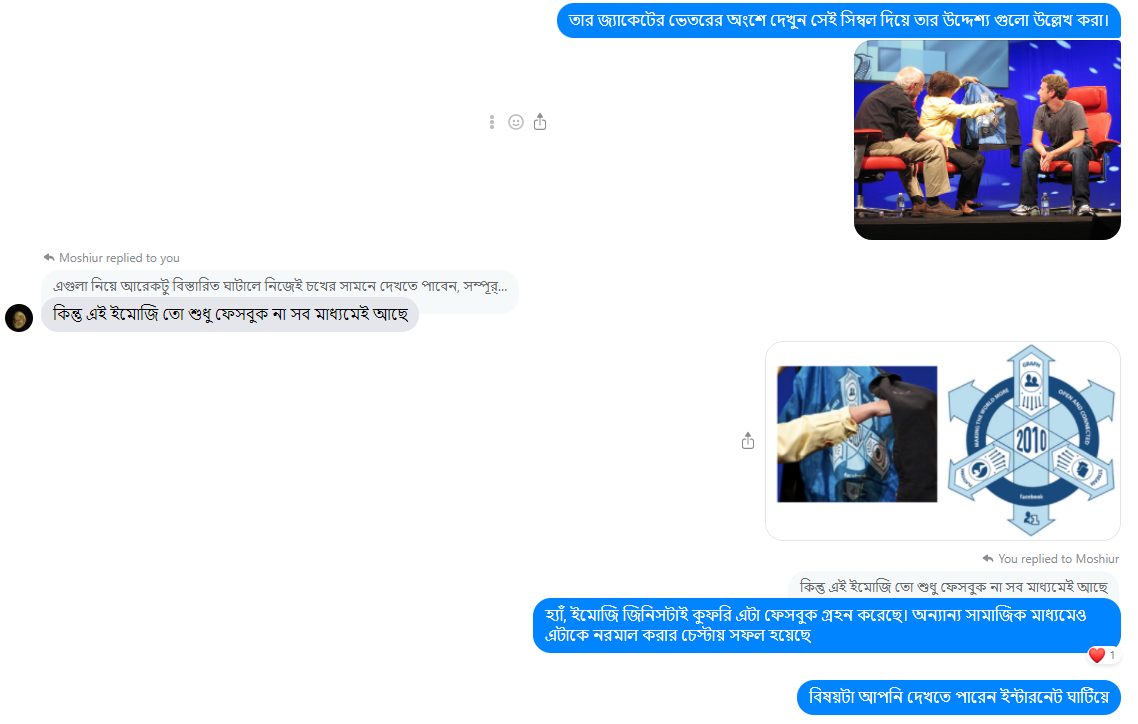 তার জ্যাকেটের ভেতরের অংশে দেখুন সেই সিম্বল দিয়ে তার উদ্দেশ্য গুলো উল্লেখ করা।
Moshiur replied to you
এগুলা নিয়ে আরেকটু বিস্তারিত ঘাটালে নিজেই চখের সামনে দেখতে পাবেন, সম্পূর্...
কিন্তু এই ইমোজি তো শুধু ফেসবুক না সব মাধ্যমেই আছে
GRAPH
MAKING THE WORLD MORE
OPEN AND CONNECTED
2010
STREAM
facebook
You replied to Moshiur
কিন্তু এই ইমোজি তো শুধু ফেসবুক না সব মাধ্যমেই আছে
হ্যাঁ, ইমোজি জিনিসটাই কুফরি এটা ফেসবুক গ্রহন করেছে। অন্যান্য সামাজিক মাধ্যমেও
এটাকে নরমাল করার চেস্টায় সফল হয়েছে
1
বিষয়টা আপনি দেখতে পারেন ইন্টারনেট ঘাটিয়ে